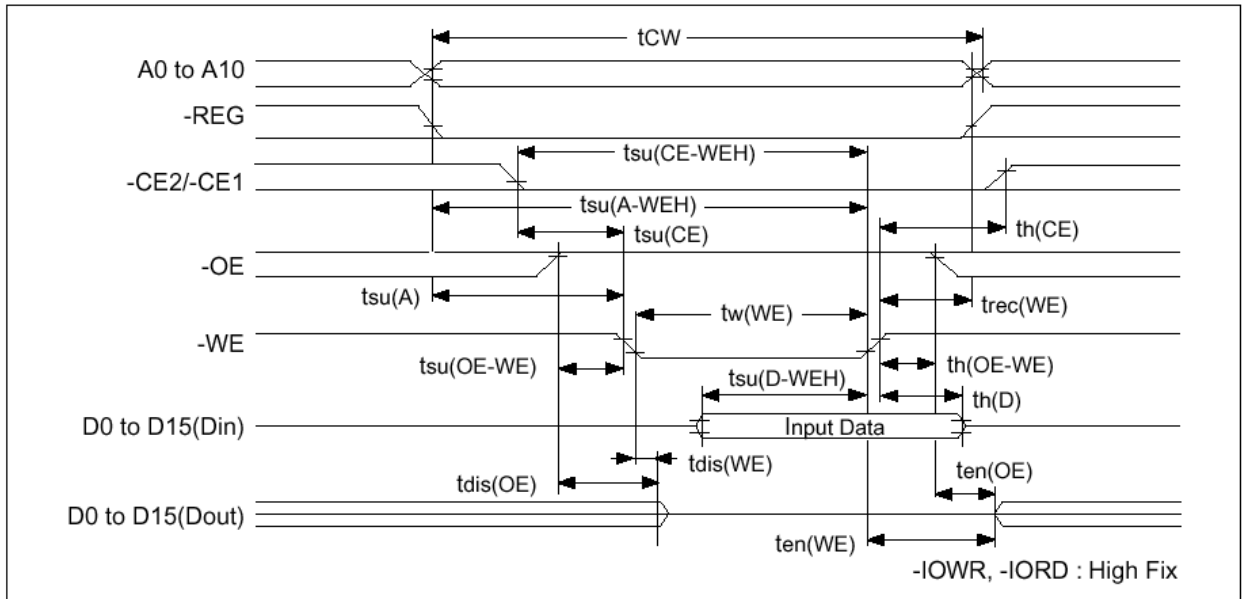 tCW
A0 to A10
-REG
tsu(CE-WEH)
-CE2/-CE1
tsu(A-WEH)
tsu(CE)
th(CE)
-OE
tsu(A)
trec(WE)
tw(WE)
-WE
tsu(OE-WE)
th(OE-WE)
tsu(D-WEH)
th(D)
D0 to D15(Din)
Input Data
tdis(WE)
ten(OE)
tdis(OE)
D0 to D15(Dout)
ten(WE)
-IOWR, -IORD : High Fix